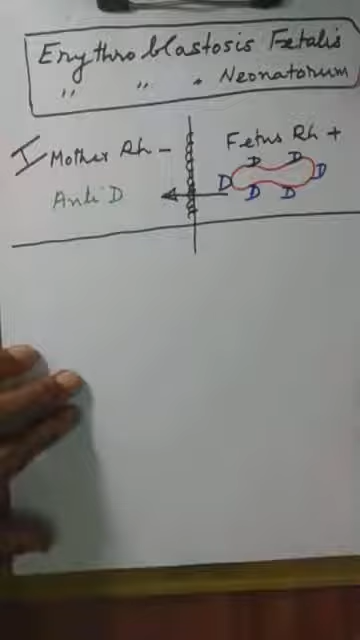 Erythroblastosis Fetalis
" " " Neonatorum
I Mother Rh - Fetus Rh +
D D
D D
Anti D D D